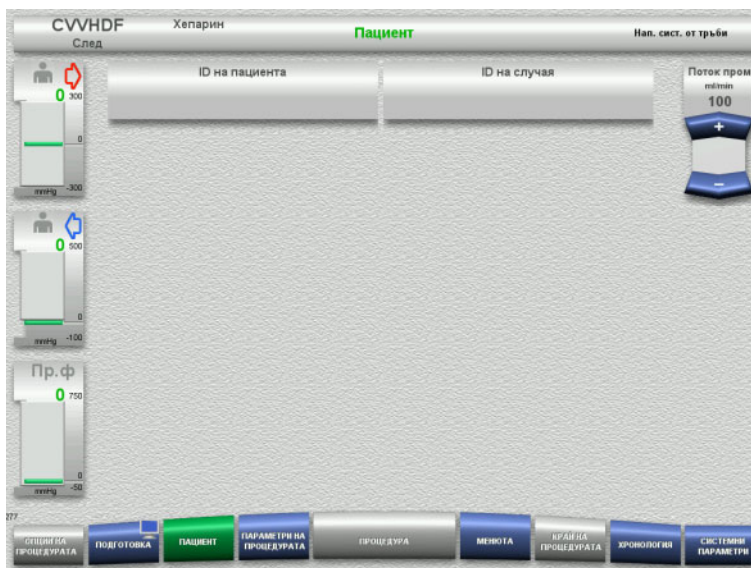 CVVHDF
Хепарин
Пациент
Нап. сист. от тръби
След
ID на пациента
ID на случая
Поток пром
ml/min
100
+
–
0
300
0
-300
mmHg
0
500
0
-100
mmHg
Пр.ф
0
750
0
-50
mmHg
277
ОПЦИИ НА
ПРОЦЕДУРАТА
ПОДГОТОВКА
ПАЦИЕНТ
ПАРАМЕТРИ НА
ПРОЦЕДУРАТА
ПРОЦЕДУРА
МЕНЮТА
КРАЙ НА
ПРОЦЕДУРАТА
ХРОНОЛОГИЯ
СИСТЕМНИ
ПАРАМЕТРИ